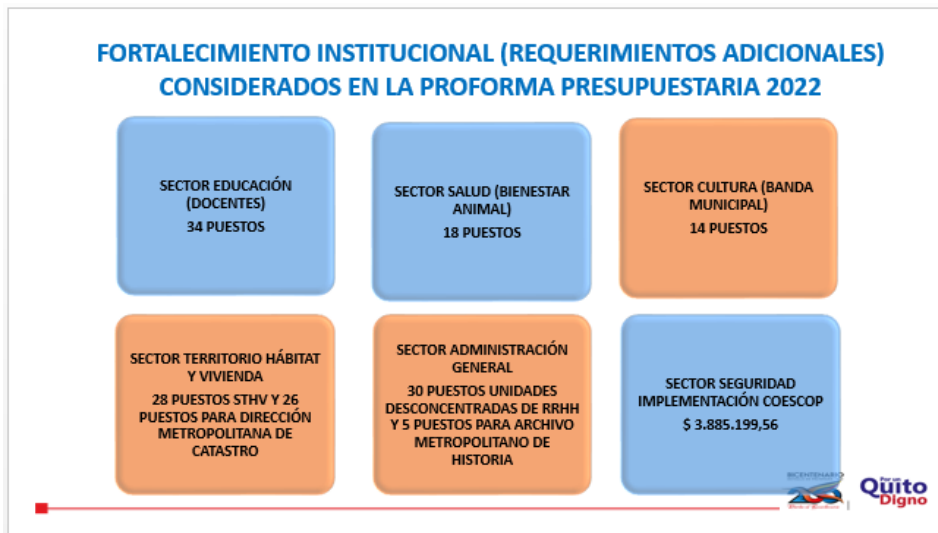 FORTALECIMIENTO INSTITUCIONAL (REQUERIMIENTOS ADICIONALES)
CONSIDERADOS EN LA PROFORMA PRESUPUESTARIA 2022
SECTOR EDUCACIÓN
(DOCENTES)
34 PUESTOS
SECTOR SALUD (BIENESTAR
ANIMAL)
18 PUESTOS
SECTOR CULTURA (BANDA
MUNICIPAL)
14 PUESTOS
SECTOR TERRITORIO HÁBITAT
Y VIVIENDA
28 PUESTOS STHV Y 26
PUESTOS PARA DIRECCIÓN
METROPOLITANA DE
CATASTRO
SECTOR ADMINISTRACIÓN
GENERAL
30 PUESTOS UNIDADES
DESCONCENTRADAS DE RRHH
Y 5 PUESTOS PARA ARCHIVO
METROPOLITANO DE
HISTORIA
SECTOR SEGURIDAD
IMPLEMENTACIÓN COESCOP
$ 3.885.199,56
BICENTENARIO
200
Por un
Quito
Digno